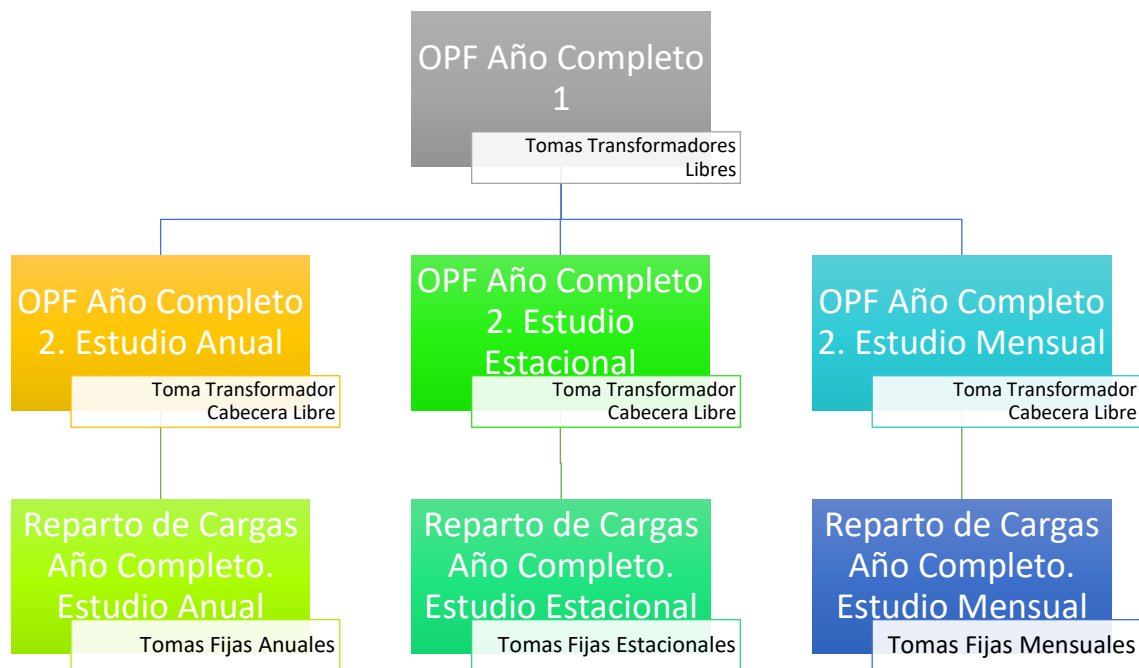 OPF Año Completo
1
Tomas Transformadores
Libres
OPF Año Completo
2. Estudio Anual
Toma Transformador
Cabecera Libre
OPF Año Completo
2. Estudio
Estacional
Toma Transformador
Cabecera Libre
OPF Año Completo
2. Estudio Mensual
Toma Transformador
Cabecera Libre
Reparto de Cargas
Año Completo.
Estudio Anual
Tomas Fijas Anuales
Reparto de Cargas
Año Completo.
Estudio Estacional
Tomas Fijas Estacionales
Reparto de Cargas
Año Completo.
Estudio Mensual
Tomas Fijas Mensuales